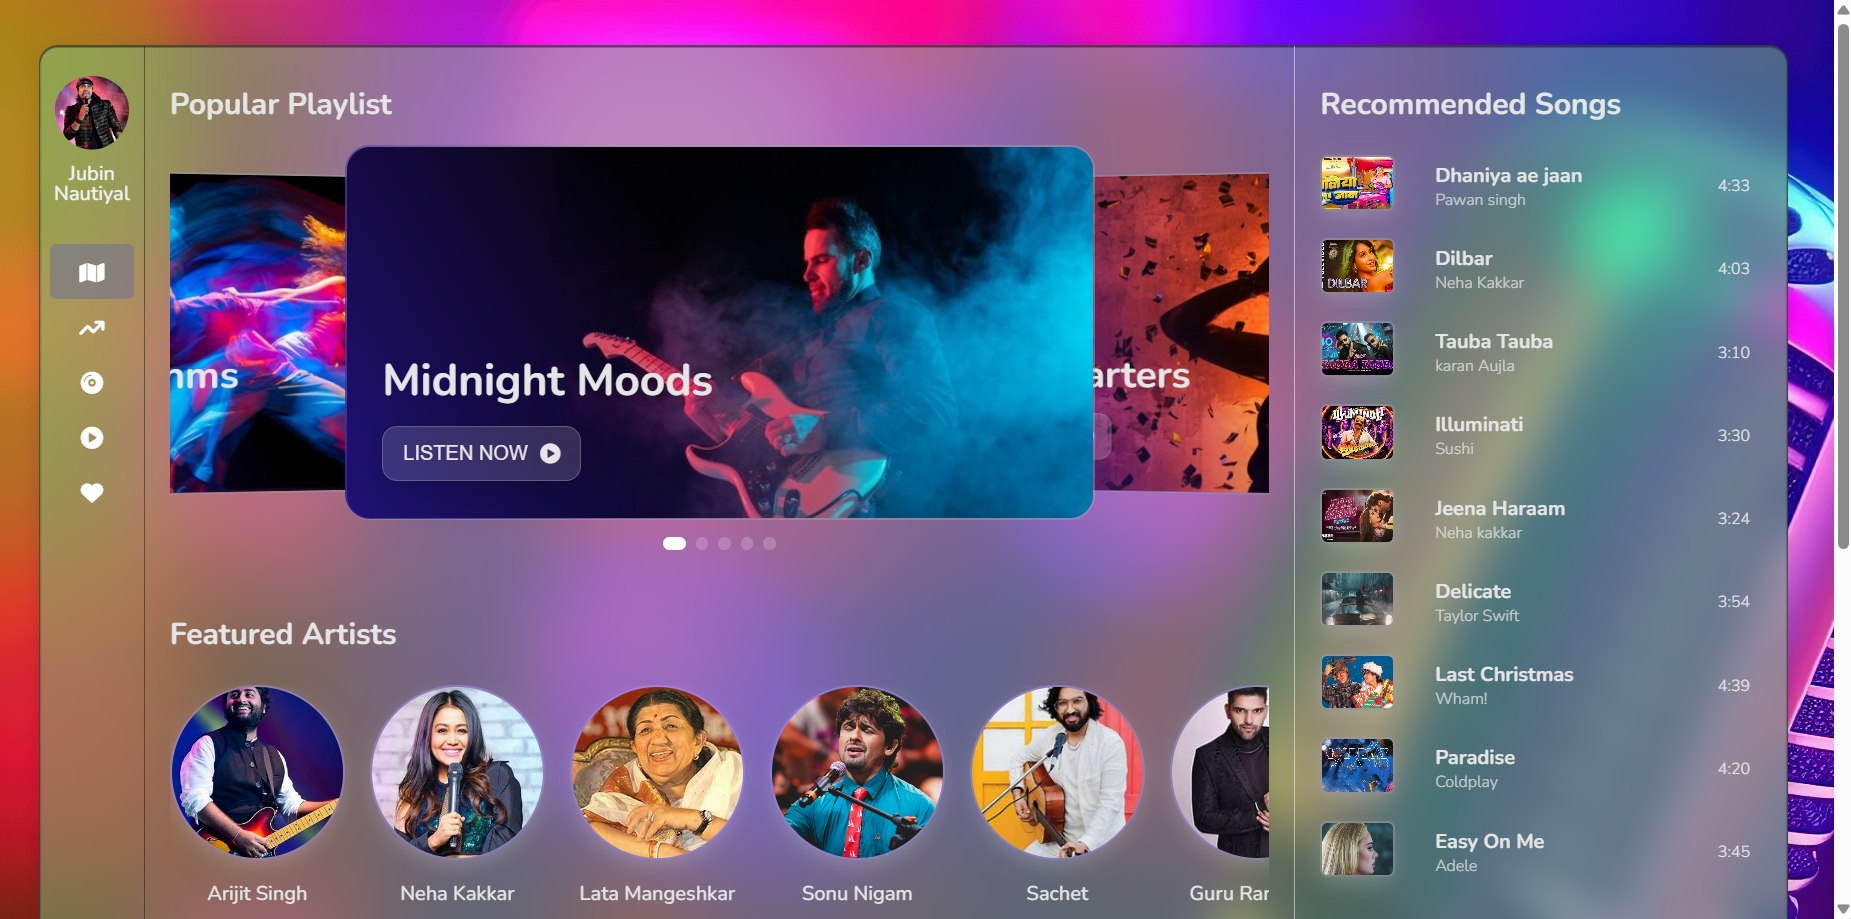 Jubin
Nautiyal
Popular Playlist
Midnight Moods
LISTEN NOW
Featured Artists
Arijit Singh
Neha Kakkar
Lata Mangeshkar
Sonu Nigam
Sachet
Guru
Recommended Songs
Dhaniya ae jaan
Pawan singh
4:33
DILBAR
Dilbar
Neha Kakkar
4:03
Tauba Tauba
karan Aujla
3:10
ILLUMINATI
Illuminati
Sushi
3:30
Jeena Haraam
Neha kakkar
3:24
Delicate
Taylor Swift
3:54
Last Christmas
Wham!
4:39
Paradise
Coldplay
4:20
Easy On Me
Adele
3:45